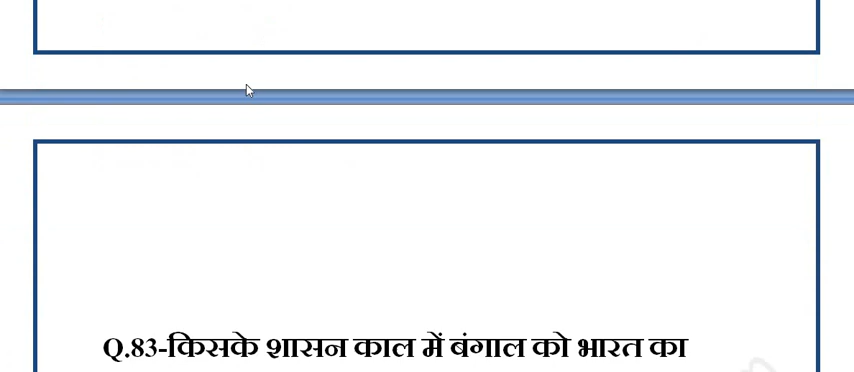 Q.83-किसके शासन काल में बंगाल को भारत का